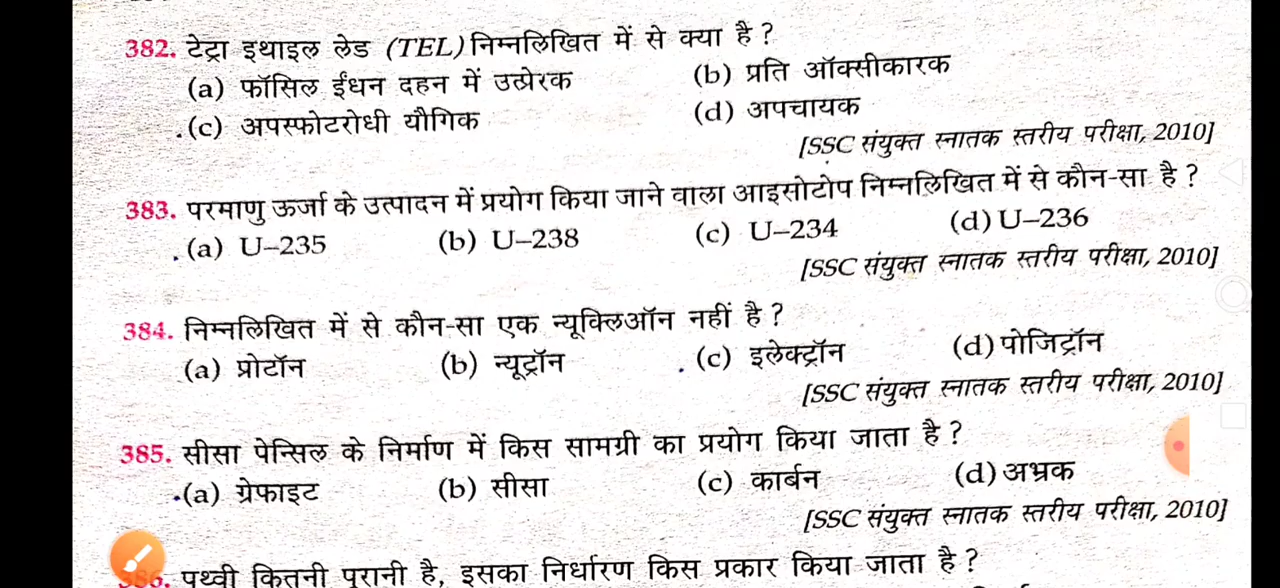 382. टेट्रा इथाइल लेड (TEL) निम्नलिखित में से क्या है ?
(a) फॉसिल ईंधन दहन में उत्प्रेरक (b) प्रति ऑक्सीकारक
(c) अपस्फोटरोधी यौगिक (d) अपचायक
[SSC संयुक्त स्नातक स्तरीय परीक्षा, 2010]
383. परमाणु ऊर्जा के उत्पादन में प्रयोग किया जाने वाला आइसोटोप निम्नलिखित में से कौन-सा है ?
(a) U–235 (b) U–238 (c) U–234 (d) U–236
[SSC संयुक्त स्नातक स्तरीय परीक्षा, 2010]
384. निम्नलिखित में से कौन-सा एक न्यूक्लिऑन नहीं है ?
(a) प्रोटॉन (b) न्यूट्रॉन (c) इलेक्ट्रॉन (d) पोजिट्रॉन
[SSC संयुक्त स्नातक स्तरीय परीक्षा, 2010]
385. सीसा पेन्सिल के निर्माण में किस सामग्री का प्रयोग किया जाता है ?
(a) ग्रेफाइट (b) सीसा (c) कार्बन (d) अभ्रक
[SSC संयुक्त स्नातक स्तरीय परीक्षा, 2010]
386. पृथ्वी कितनी पुरानी है, इसका निर्धारण किस प्रकार किया जाता है ?